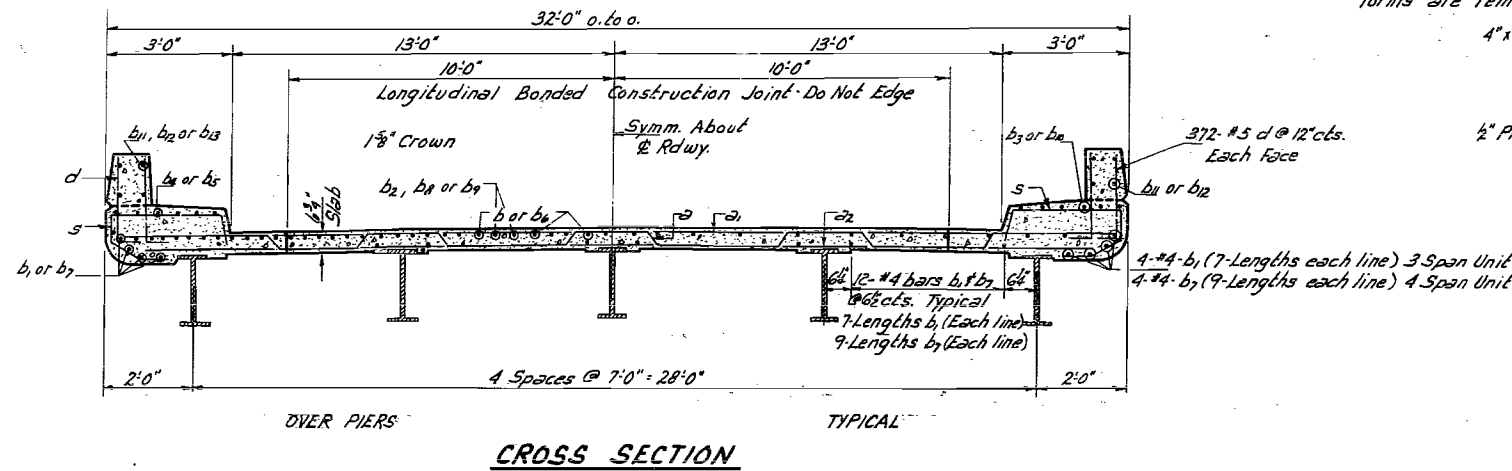 32'-0" o. to o.
forms are
4" x
3'-0" 13'-0" 13'-0" 3'-0"
10'-0" 10'-0"
Longitudinal Bonded Construction Joint - Do Not Edge
1 5/8" Crown
Symm. About
℄ Rdwy.
b11, b12 or b13
b3 or b10
372- #5 d @ 12" cts.
Each Face
½" P
d
b4 or b5
b2, b8 or b9
6 3/4"
Slab
s
b11 or b12
s
b or b6
a
a1
a2
b1 or b7
4-#4-b1 (7-Lengths each line) 3 Span Unit
4-#4-b7 (9-Lengths each line) 4 Span Unit
6¼" 12-#4 bars b1 & b7 6¼"
@ 6½" cts. Typical
7-Lengths b1 (Each line)
9-Lengths b7 (Each line)
2'-0" 4 Spaces @ 7'-0" = 28'-0" 2'-0"
OVER PIERS TYPICAL
CROSS SECTION